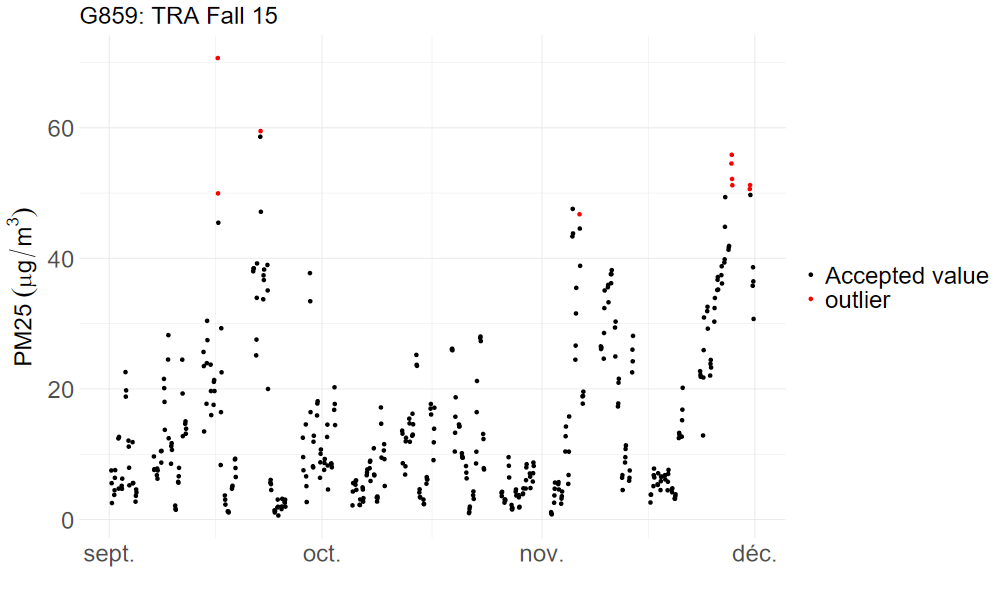 G859: TRA Fall 15
PM25 (μg/m³)
60
40
20
0
sept.
oct.
nov.
déc.
Accepted value
outlier